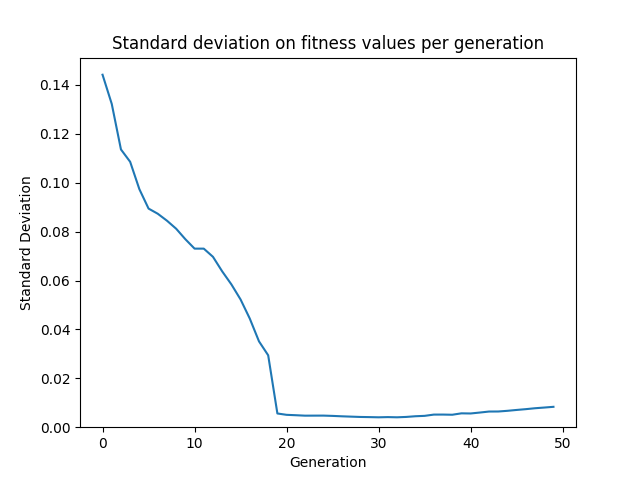 Standard deviation on fitness values per generation
Standard Deviation
0.14
0.12
0.10
0.08
0.06
0.04
0.02
0.00
0 10 20 30 40 50
Generation